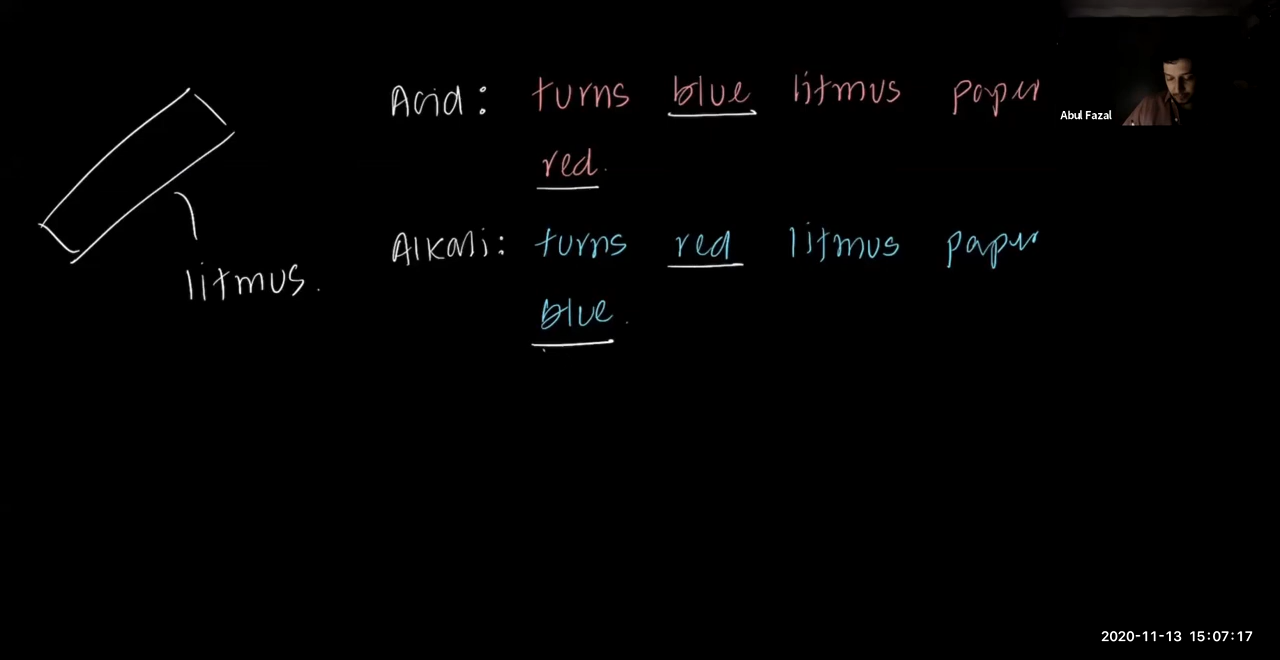 Acid: turns blue litmus paper
red.
Abul Fazal
Alkali: turns red litmus paper
blue.
litmus.
2020-11-13 15:07:17